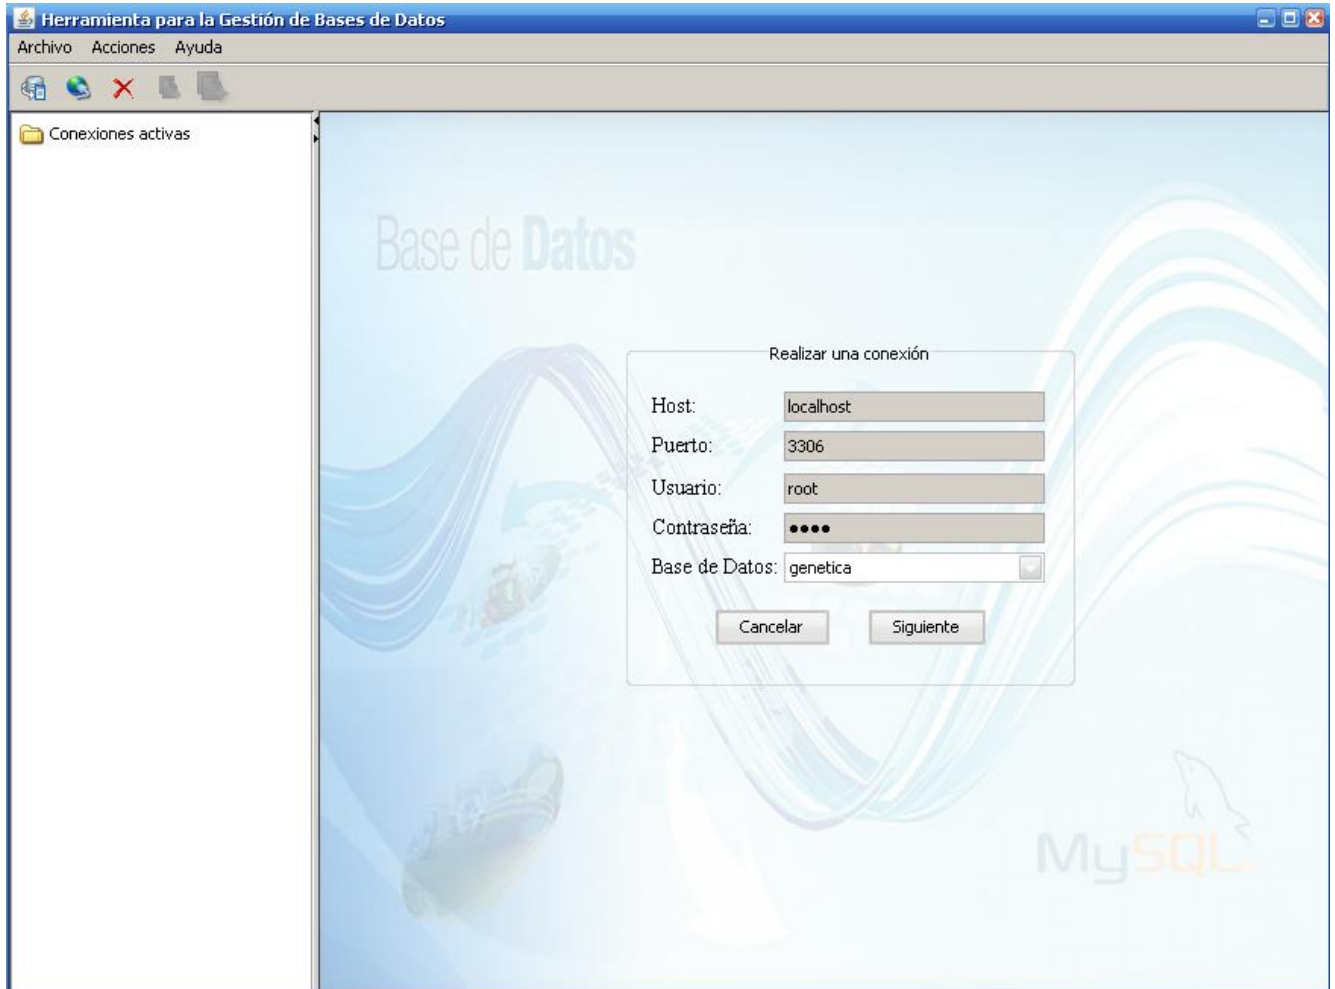 Herramienta para la Gestión de Bases de Datos
Archivo Acciones Ayuda
Conexiones activas
Base de Datos
Realizar una conexión
Host: localhost
Puerto: 3306
Usuario: root
Contraseña: ••••
Base de Datos: genetica
Cancelar Siguiente
MySQL